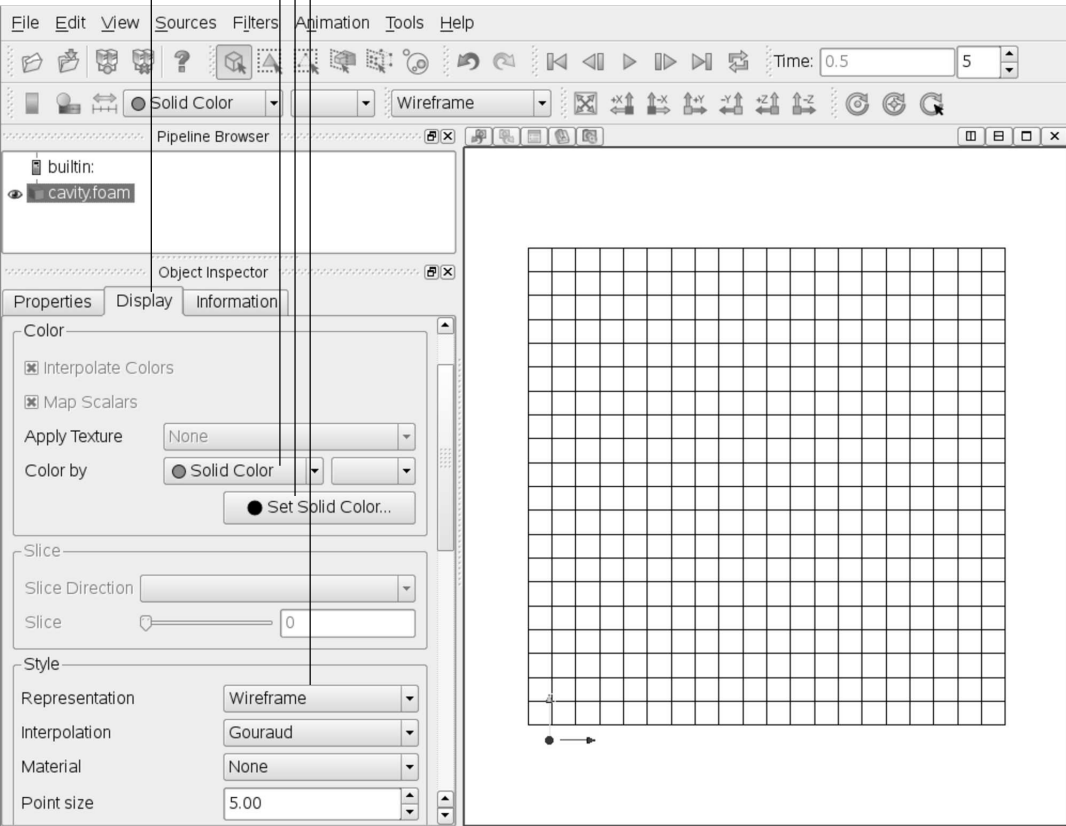 File Edit View Sources Filters Animation Tools Help
? Time: 0.5 5
Solid Color Wireframe +X -X +Y -Y +Z -Z
Pipeline Browser
builtin:
cavity.foam
Object Inspector
Properties Display Information
Color
Interpolate Colors
Map Scalars
Apply Texture None
Color by Solid Color
Set Solid Color...
Slice
Slice Direction
Slice 0
Style
Representation Wireframe
Interpolation Gouraud
Material None
Point size 5.00